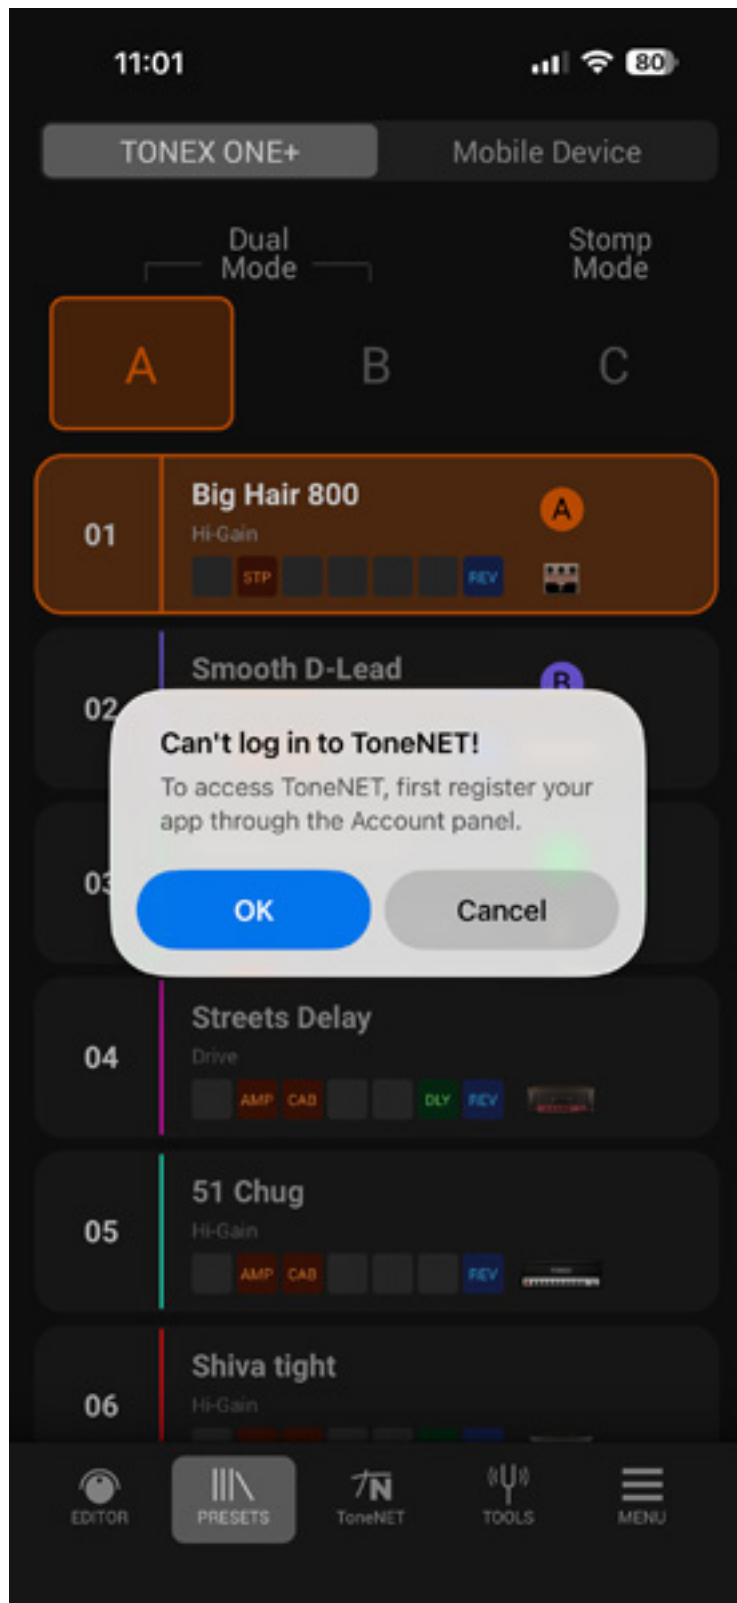 11:01
80
TONEX ONE+ Mobile Device
Dual
Mode
Stomp
Mode
A B C
01
Big Hair 800
A
Hi-Gain
STP REV
02
Smooth D-Lead
B
Can't log in to ToneNET!
To access ToneNET, first register your
app through the Account panel.
OK Cancel
03
04
Streets Delay
Drive
AMP CAB DLY REV
05
51 Chug
Hi-Gain
AMP CAB REV
06
Shiva tight
Hi-Gain
EDITOR PRESETS ToneNET TOOLS MENU